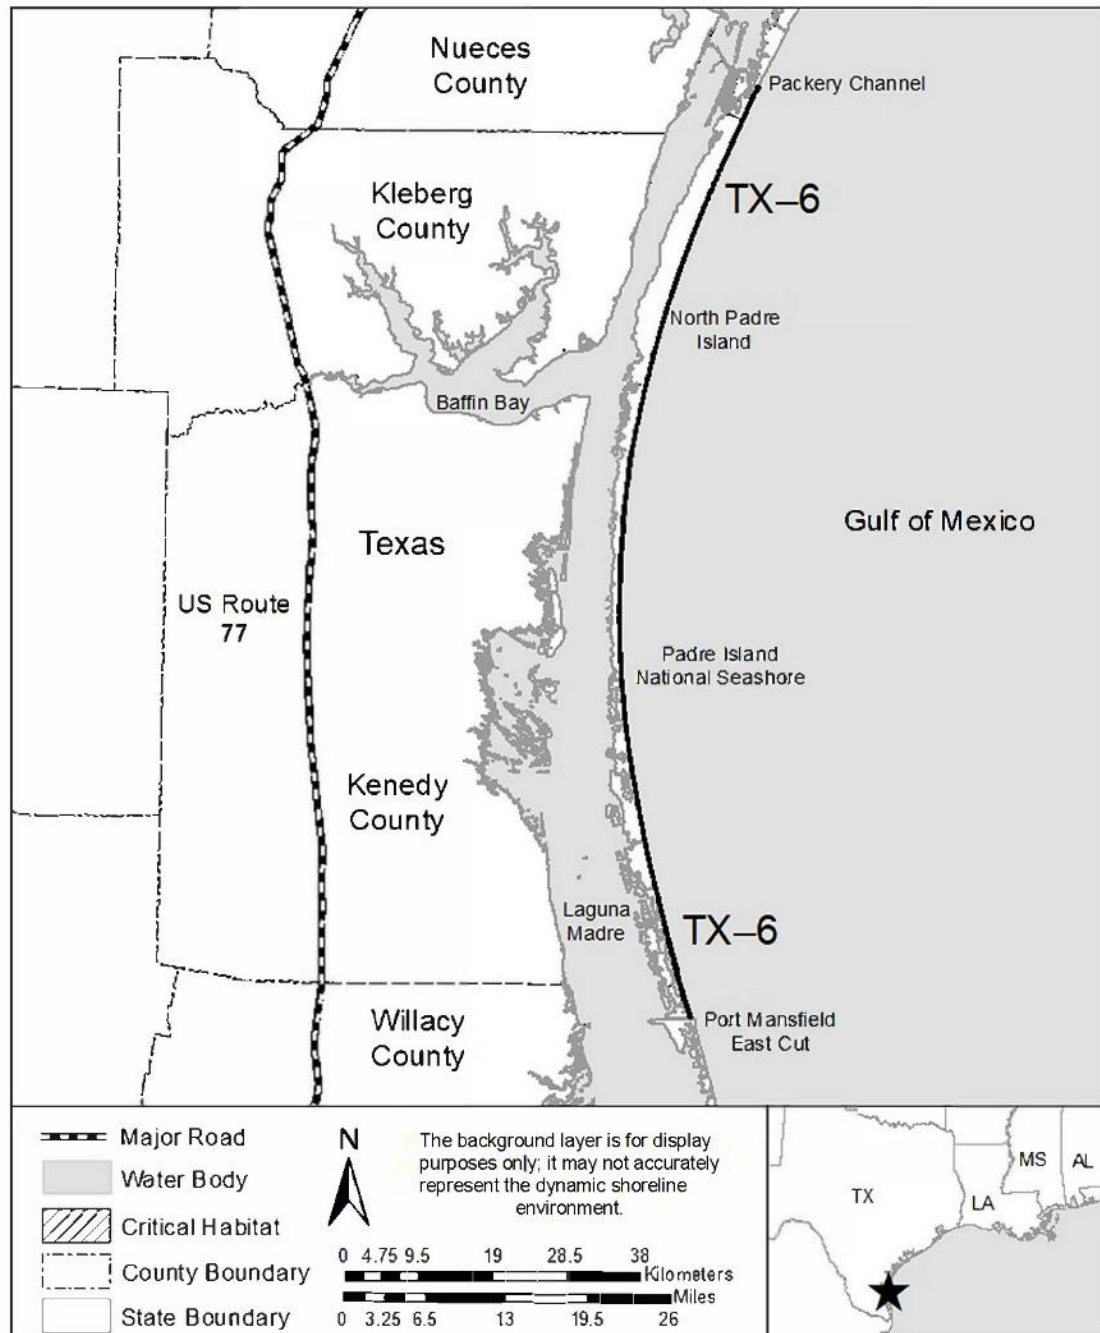 Nueces
County
Packery Channel
Kleberg
County
TX–6
North Padre
Island
Baffin Bay
Gulf of Mexico
Texas
US Route
77
Padre Island
National Seashore
Kenedy
County
Laguna
Madre
TX–6
Willacy
County
Port Mansfield
East Cut
Major Road
Water Body
Critical Habitat
County Boundary
State Boundary
N
The background layer is for display
purposes only; it may not accurately
represent the dynamic shoreline
environment.
0 4.75 9.5 19 28.5 38
Kilometers
Miles
0 3.25 6.5 13 19.5 26
TX
LA
MS
AL